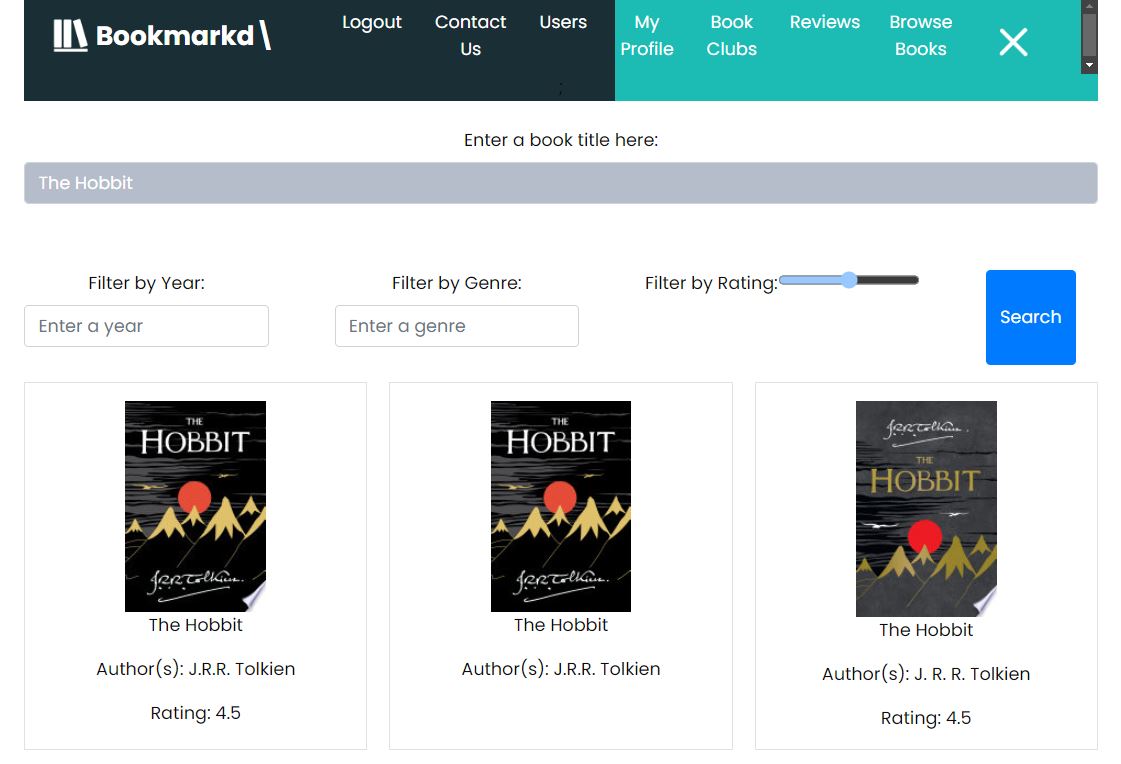 Bookmarkd \
Logout
Contact
Us
Users
My
Profile
Book
Clubs
Reviews
Browse
Books
;
Enter a book title here:
The Hobbit
Filter by Year:
Filter by Genre:
Filter by Rating:
Enter a year
Enter a genre
Search
THE
HOBBIT
J.R.R. Tolkien.
The Hobbit
Author(s): J.R.R. Tolkien
Rating: 4.5
THE
HOBBIT
J.R.R. Tolkien.
The Hobbit
Author(s): J.R.R. Tolkien
J.R.R. Tolkien.
THE
HOBBIT
The Hobbit
Author(s): J. R. R. Tolkien
Rating: 4.5